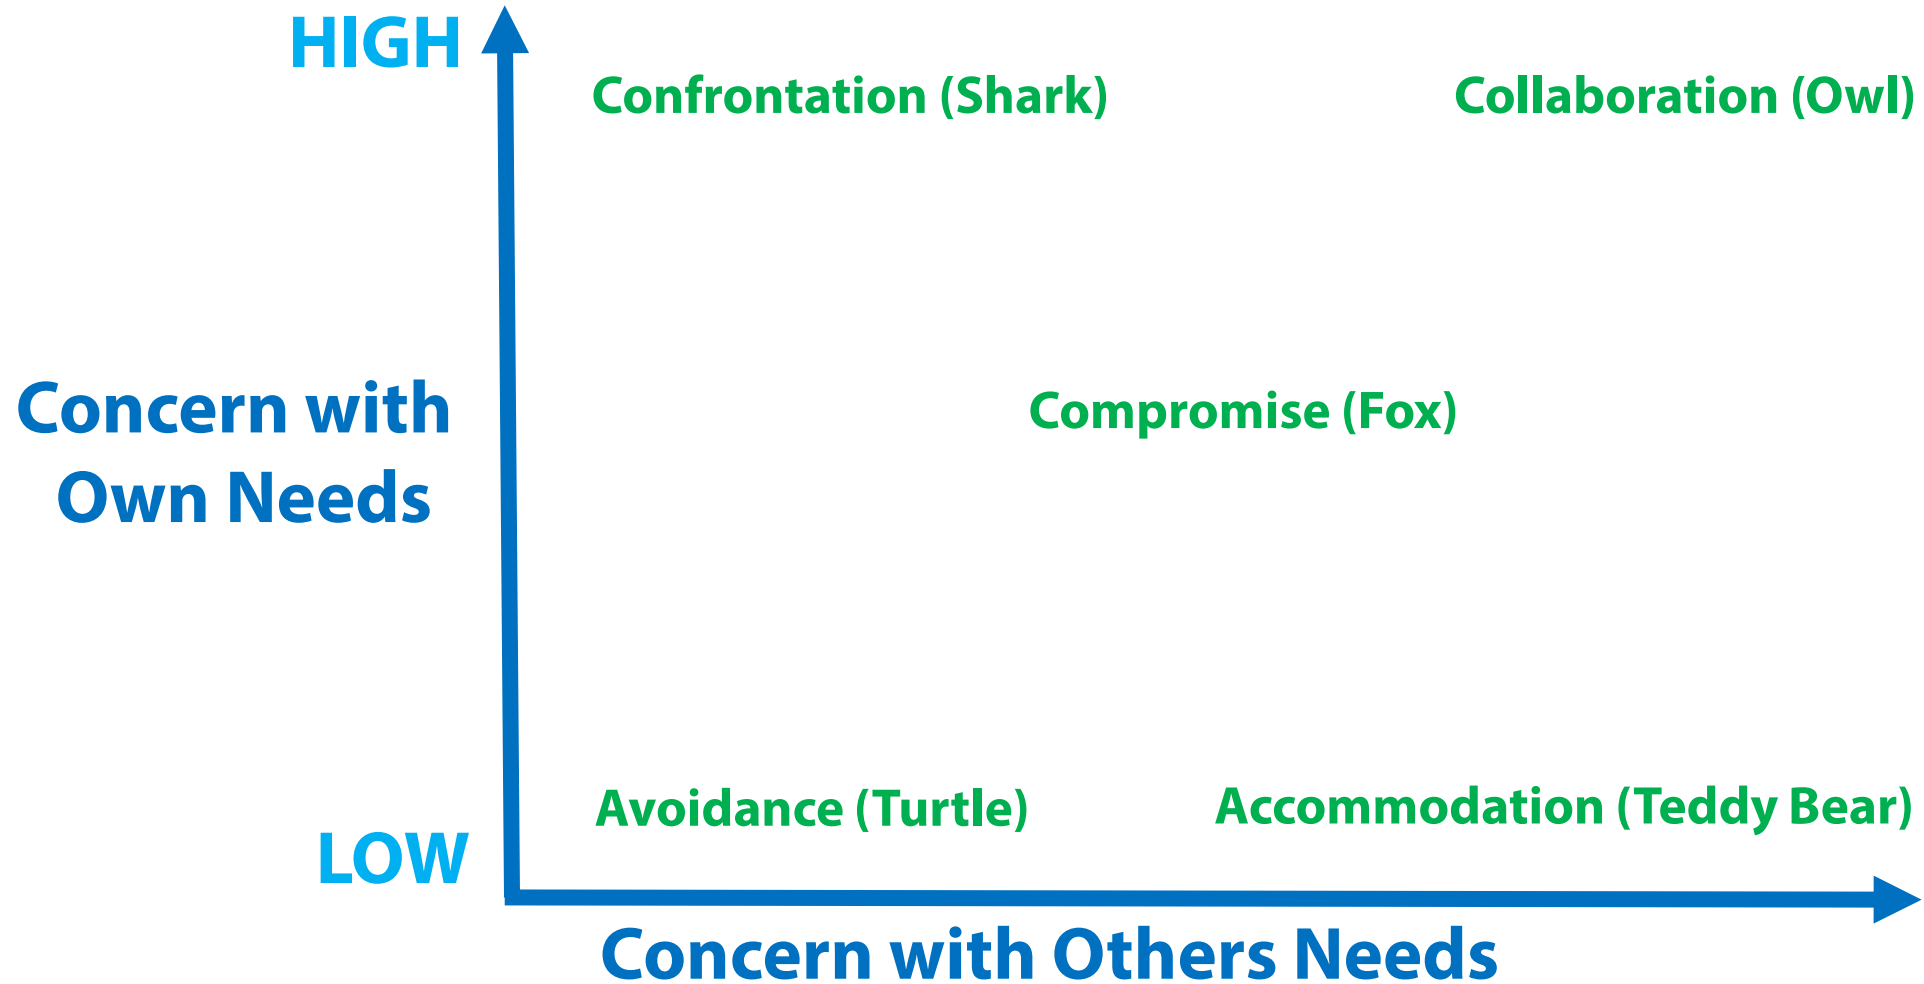 HIGH
Confrontation (Shark)
Collaboration (Owl)
Concern with
Own Needs
Compromise (Fox)
Avoidance (Turtle)
Accommodation (Teddy Bear)
LOW
Concern with Others Needs